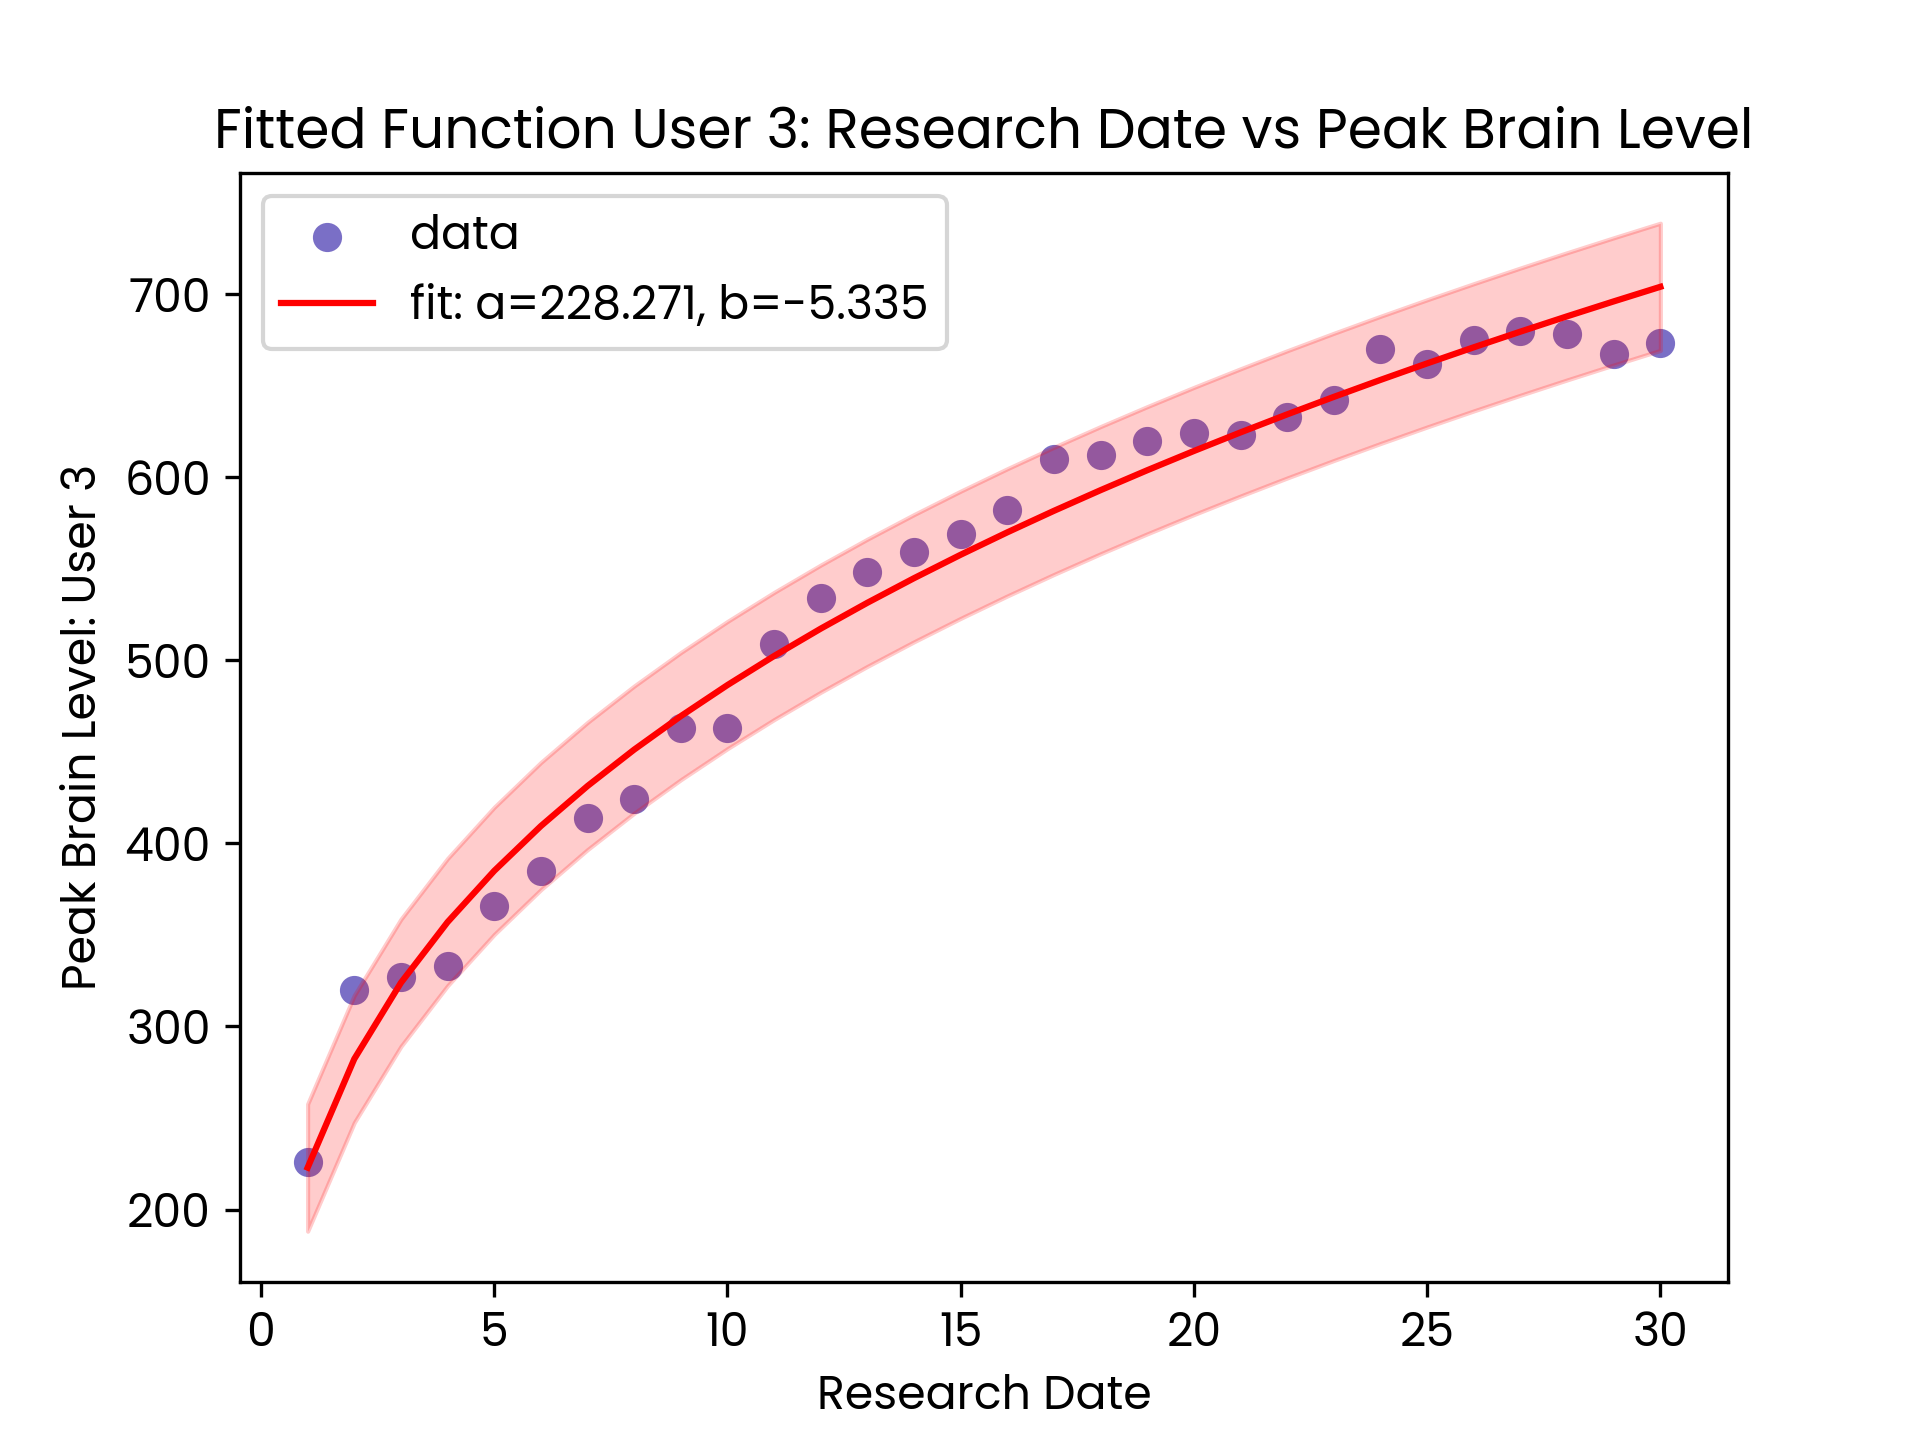 Fitted Function User 3: Research Date vs Peak Brain Level
data
fit: a=228.271, b=-5.335
Peak Brain Level: User 3
700
600
500
400
300
200
0 5 10 15 20 25 30
Research Date